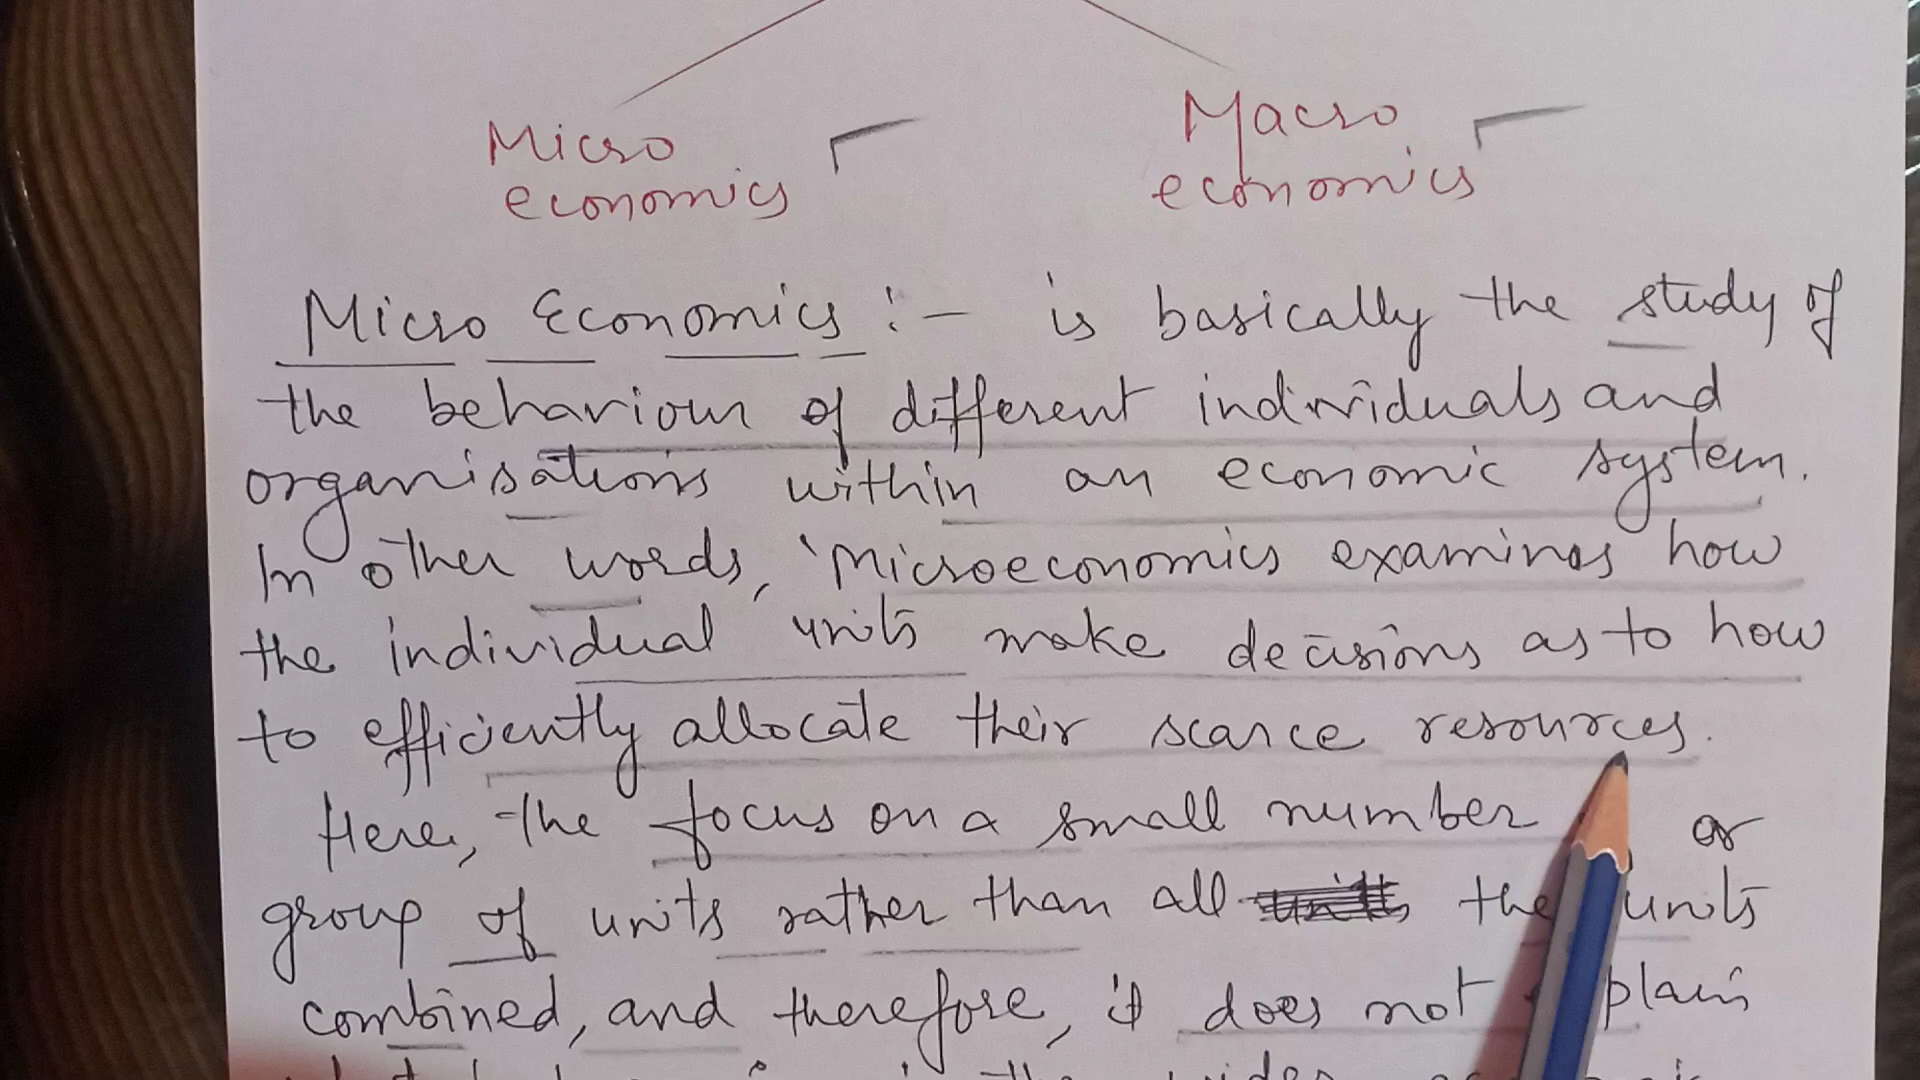 Micro
economics
Macro
economics
Micro Economics :- is basically the study of
the behaviour of different individuals and
organisations within an economic system.
In other words, 'Microeconomics examines how
the individual units make decisions as to how
to efficiently allocate their scarce resources.
Here, the focus on a small number or
group of units rather than all the units
combined, and therefore, it does not
the wider